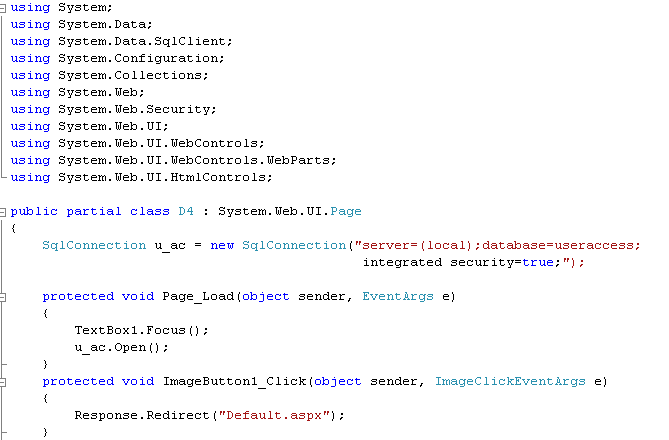 using System;
using System.Data;
using System.Data.SqlClient;
using System.Configuration;
using System.Collections;
using System.Web;
using System.Web.Security;
using System.Web.UI;
using System.Web.UI.WebControls;
using System.Web.UI.WebControls.WebParts;
using System.Web.UI.HtmlControls;
public partial class D4 : System.Web.UI.Page
{
SqlConnection u_ac = new SqlConnection("server=(local);database=useraccess;
integrated security=true;");
protected void Page_Load(object sender, EventArgs e)
{
TextBox1.Focus();
u_ac.Open();
}
protected void ImageButton1_Click(object sender, ImageClickEventArgs e)
{
Response.Redirect("Default.aspx");
}